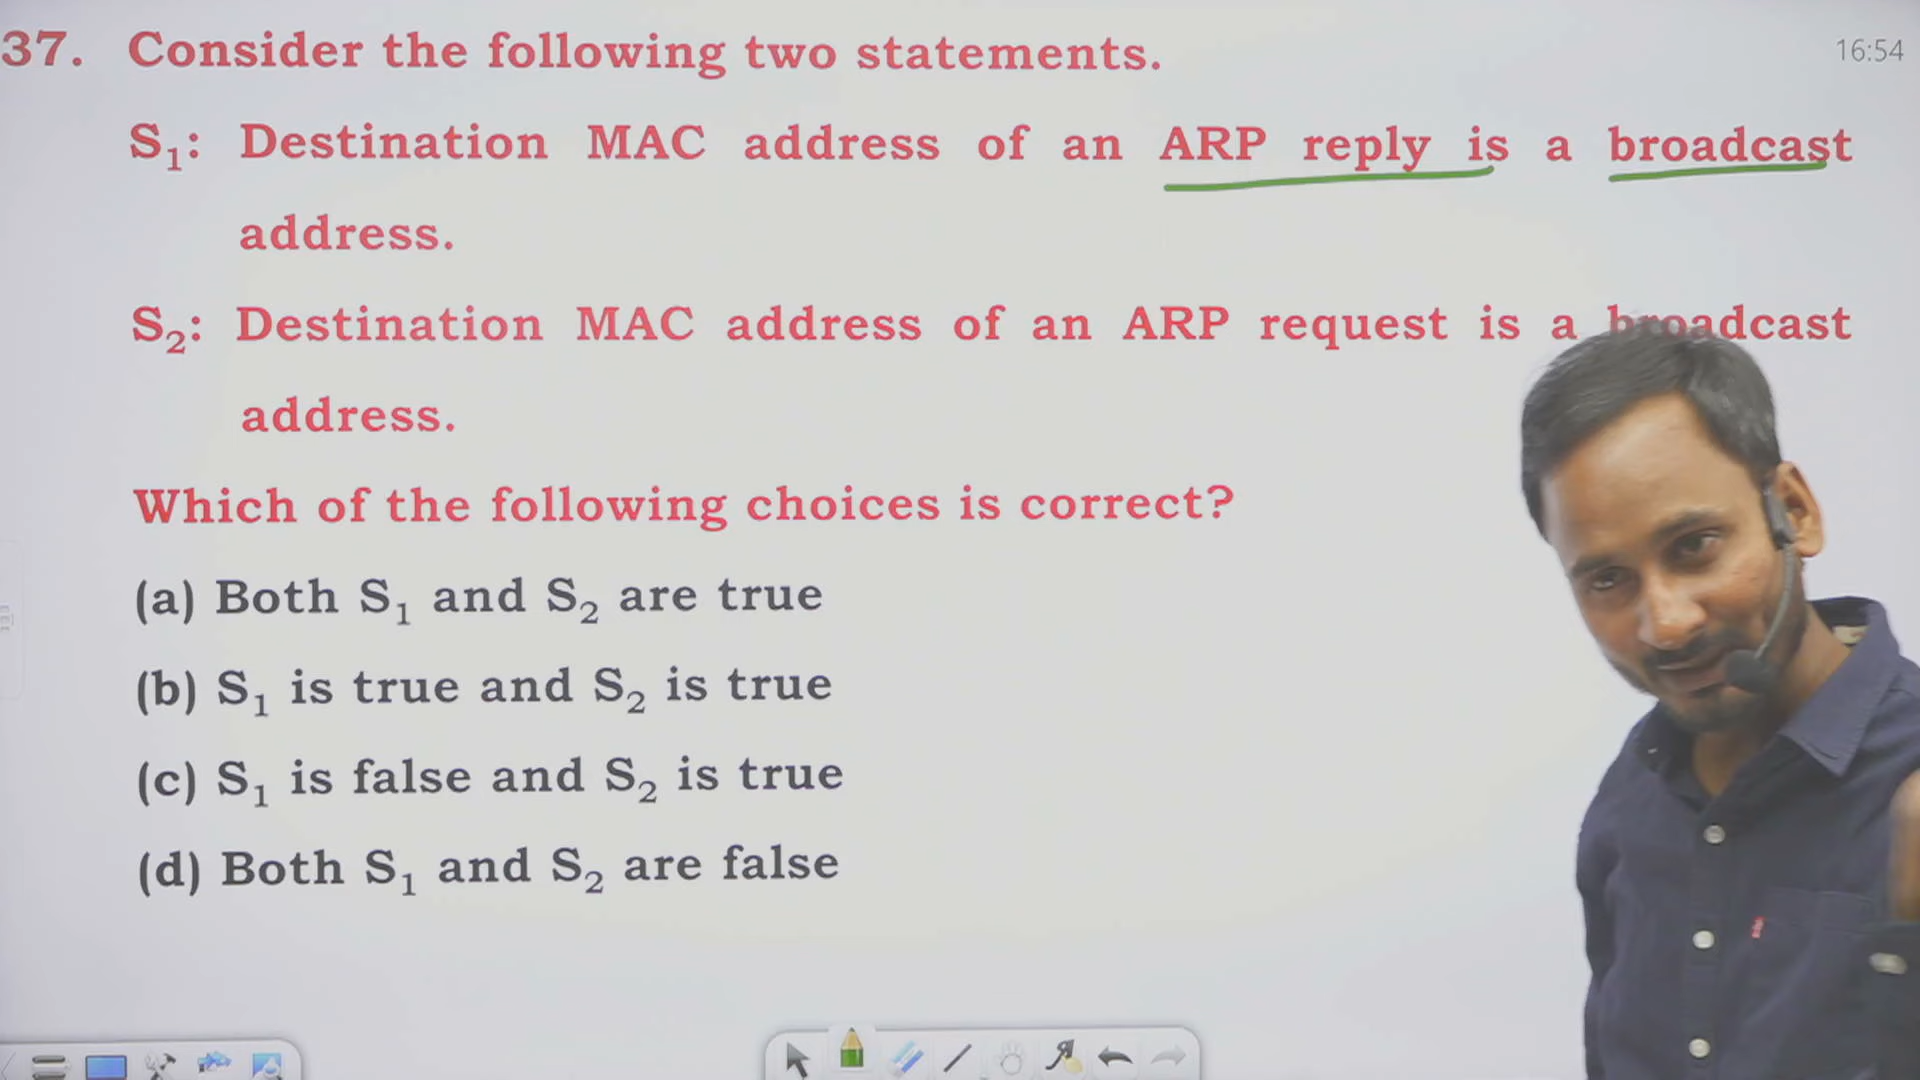 16:54
37. Consider the following two statements.
S₁: Destination MAC address of an ARP reply is a broadcast
address.
S₂: Destination MAC address of an ARP request is a broadcast
address.
Which of the following choices is correct?
(a) Both S₁ and S₂ are true
(b) S₁ is true and S₂ is true
(c) S₁ is false and S₂ is true
(d) Both S₁ and S₂ are false